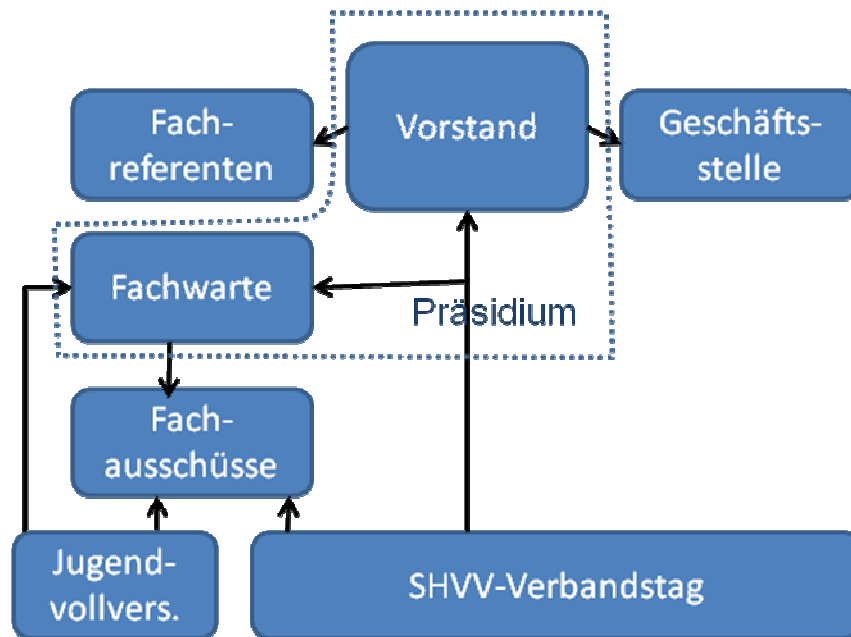 Fach-
referenten
Vorstand
Geschäfts-
stelle
Fachwarte
Präsidium
Fach-
ausschüsse
Jugend-
vollvers.
SHVV-Verbandstag